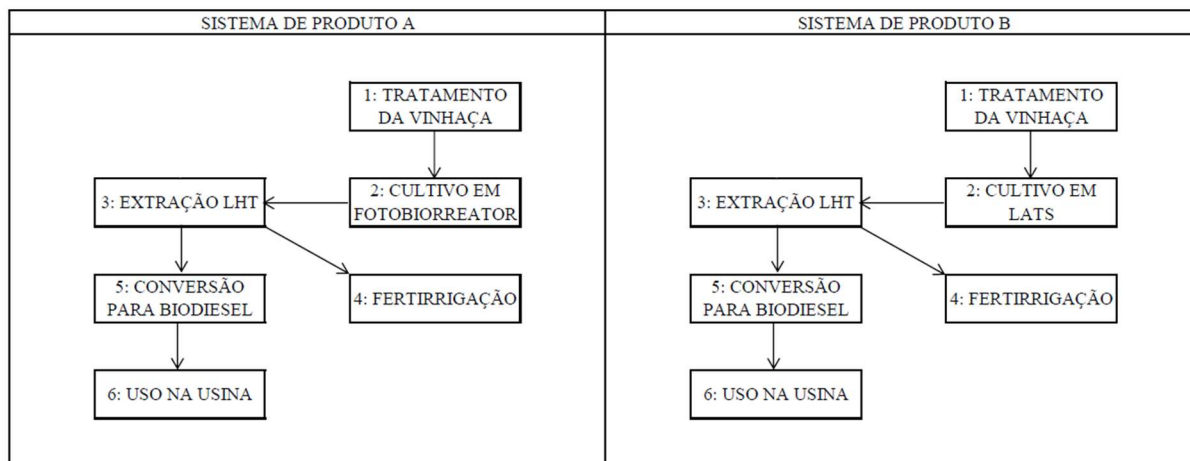 SISTEMA DE PRODUTO A
1: TRATAMENTO
DA VINHAÇA
2: CULTIVO EM
FOTOBIORREATOR
3: EXTRAÇÃO LHT
4: FERTIRRIGAÇÃO
5: CONVERSÃO
PARA BIODIESEL
6: USO NA USINA
SISTEMA DE PRODUTO B
1: TRATAMENTO
DA VINHAÇA
2: CULTIVO EM
LATS
3: EXTRAÇÃO LHT
4: FERTIRRIGAÇÃO
5: CONVERSÃO
PARA BIODIESEL
6: USO NA USINA